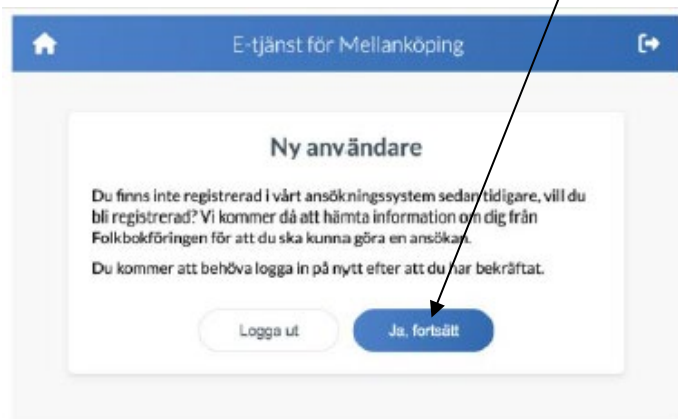 E-tjänst för Mellanköping
Ny användare
Du finns inte registrerad i vårt ansökningssystem sedan tidigare, vill du
bli registrerad? Vi kommer då att hämta information om dig från
Folkbokföringen för att du ska kunna göra en ansökan.
Du kommer att behöva logga in på nytt efter att du har bekräftat.
Logga ut
Ja, fortsätt